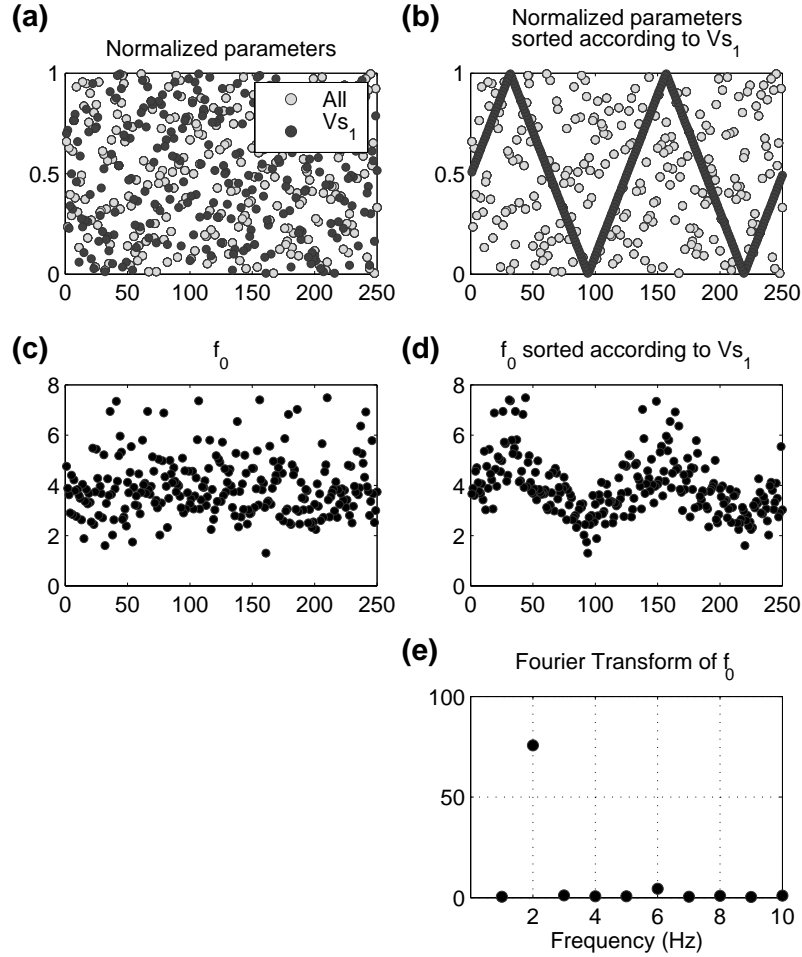 (a)
Normalized parameters
1
0.5
0
0 50 100 150 200 250
All
Vs1
(b)
Normalized parameters
sorted according to Vs1
1
0.5
0
0 50 100 150 200 250
(c)
f0
8
6
4
2
0
0 50 100 150 200 250
(d)
f0 sorted according to Vs1
8
6
4
2
0
0 50 100 150 200 250
(e)
Fourier Transform of f0
100
50
0
2 4 6 8 10
Frequency (Hz)